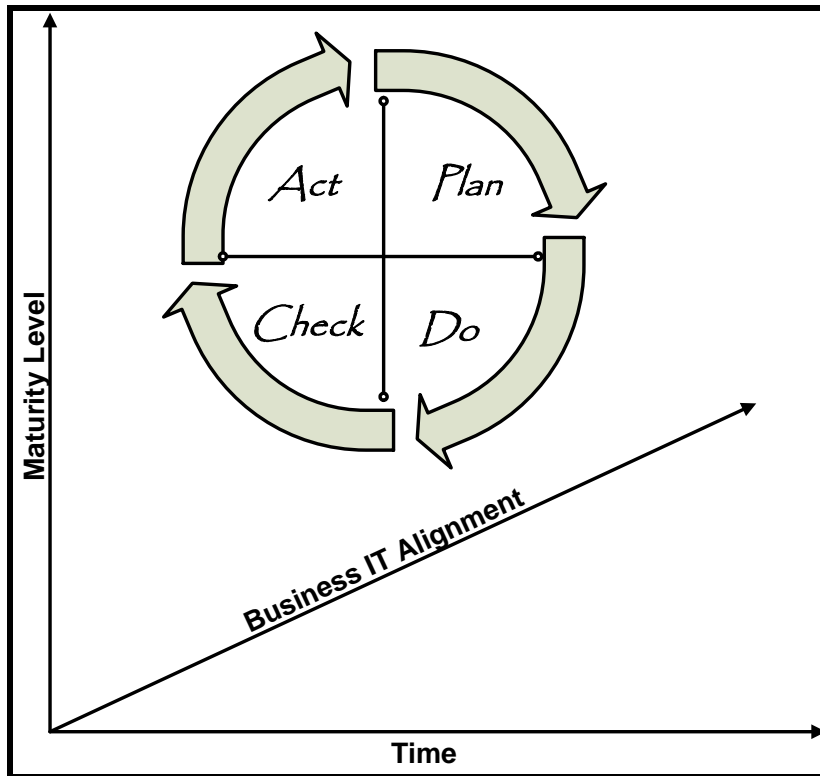 Act
Plan
Check
Do
Maturity Level
Business IT Alignment
Time